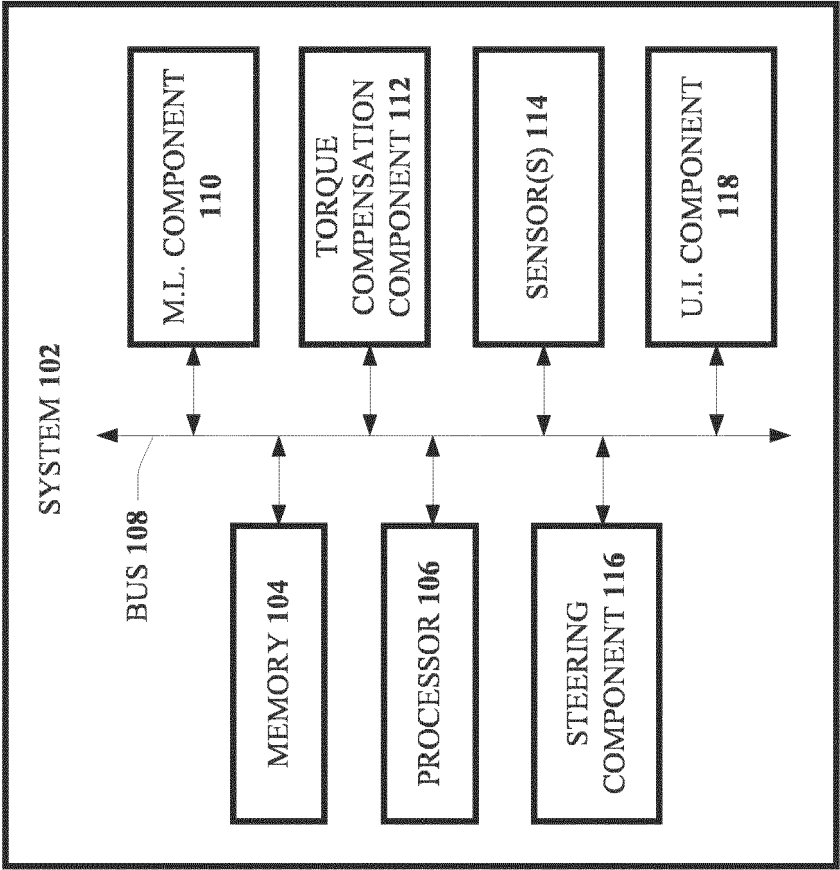 SYSTEM 102
BUS 108
M.L. COMPONENT
110
TORQUE
COMPENSATION
COMPONENT 112
SENSOR(S) 114
U.I. COMPONENT
118
MEMORY 104
PROCESSOR 106
STEERING
COMPONENT 116